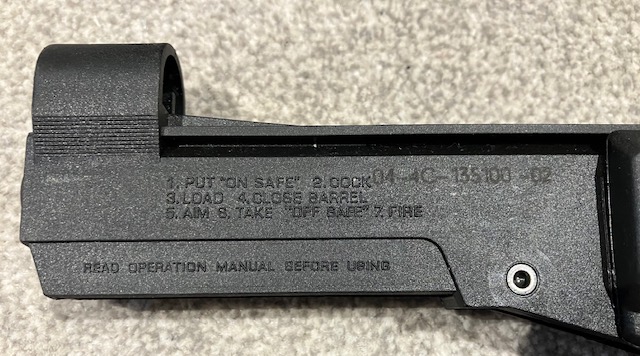 1. PUT "ON SAFE" 2. COCK 04-4C-135100-02
3. LOAD 4. CLOSE BARREL
5. AIM 6. TAKE "OFF SAFE" 7. FIRE
READ OPERATION MANUAL BEFORE USING